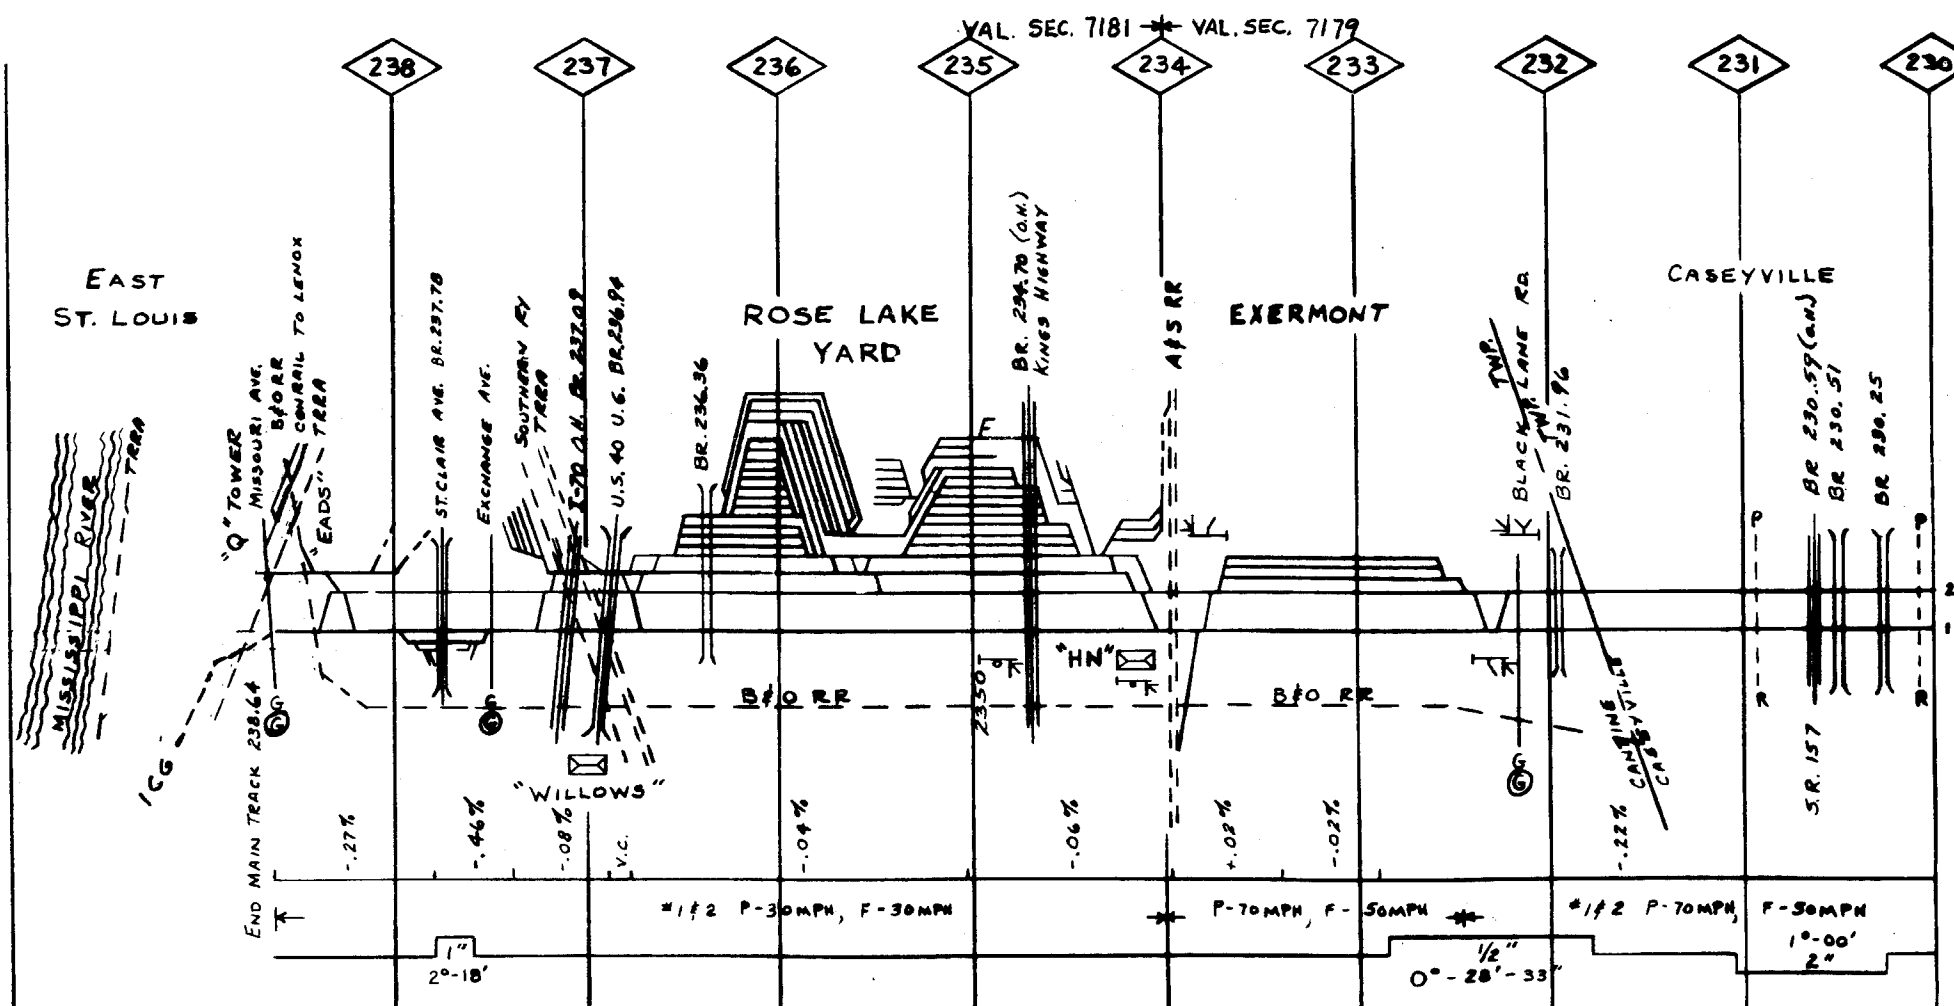 VAL. SEC. 7181 VAL. SEC. 7179
238
237
236
235
234
233
232
231
230
EAST
ST. LOUIS
MISSISSIPPI RIVER
TRRA
"Q" TOWER
MISSOURI AVE.
B&O RR
CONRAIL TO LENOX
TRRA
"EADS"
ST. CLAIR AVE. BR. 237.78
EXCHANGE AVE.
SOUTHERN RY
TRRA
I-70 O.H. Br. 237.09
U.S. 40 U.G. BR. 236.94
ROSE LAKE
YARD
BR. 236.36
F
BR. 234.70 (O.H.)
KINGS HIGHWAY
A&S RR
EXERMONT
TWP.
BLACK LANE RD.
TWP.
BR. 231.96
CASEYVILLE
BR 230.59 (O.H.)
BR 230.51
BR 230.25
P
P
2
1
"HN"
2350
B&O RR
B&O RR
ICG
END MAIN TRACK 238.64
G
G
G
"WILLOWS"
CASEYVILLE
S.R. 157
R
R
-.27%
-.46%
-.08%
V.C.
-.04%
-.06%
+.02%
-.02%
-.22%
#1&2 P-30MPH, F-30MPH
P-70MPH, F-50MPH
#1&2 P-70MPH, F-50MPH
1"
2°-18'
1/2"
0°-28'-33"
1°-00'
2"